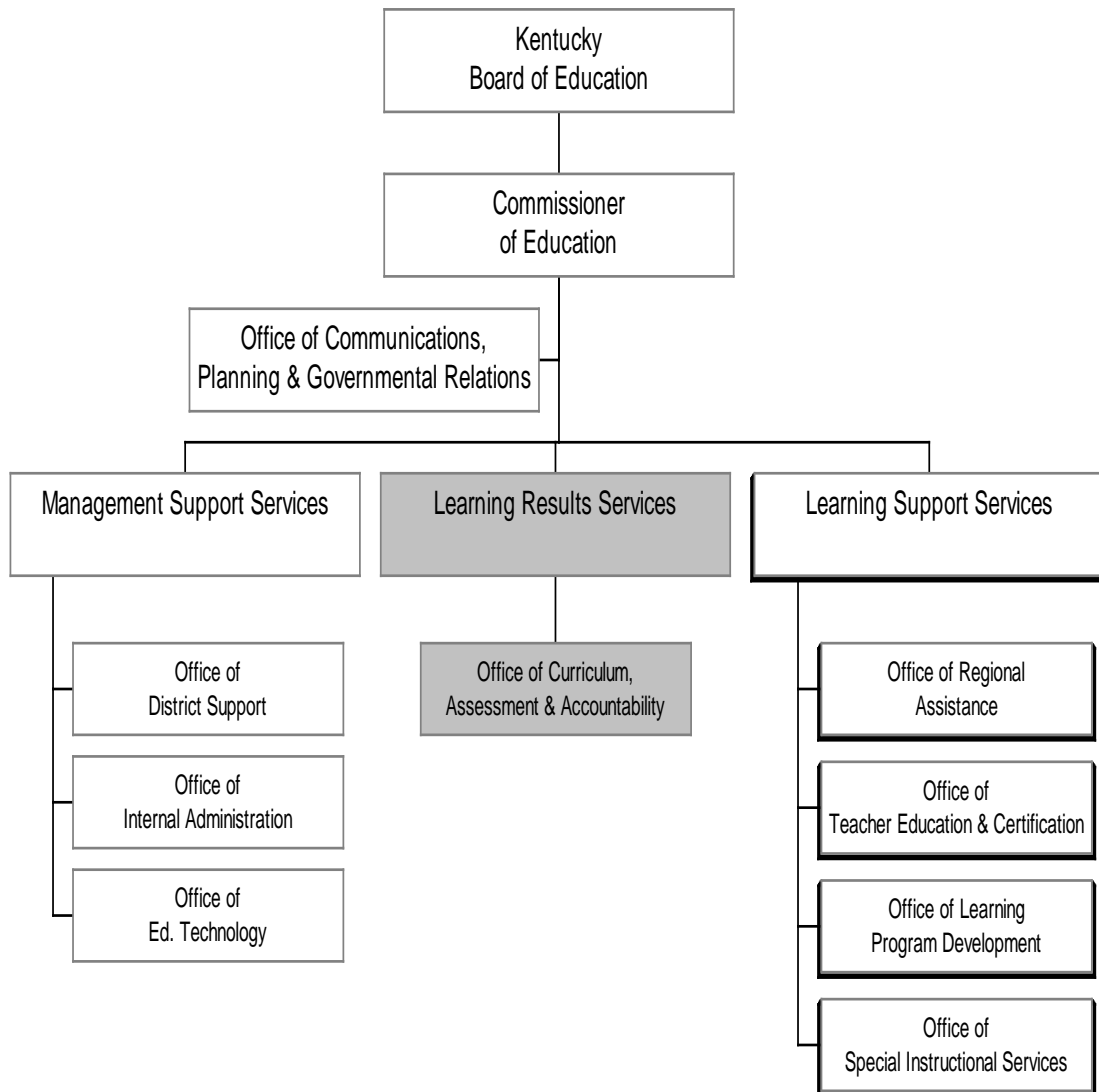 Kentucky
Board of Education
Commissioner
of Education
Office of Communications,
Planning & Governmental Relations
Management Support Services
Learning Results Services
Learning Support Services
Office of
District Support
Office of
Internal Administration
Office of
Ed. Technology
Office of Curriculum,
Assessment & Accountability
Office of Regional
Assistance
Office of
Teacher Education & Certification
Office of Learning
Program Development
Office of
Special Instructional Services